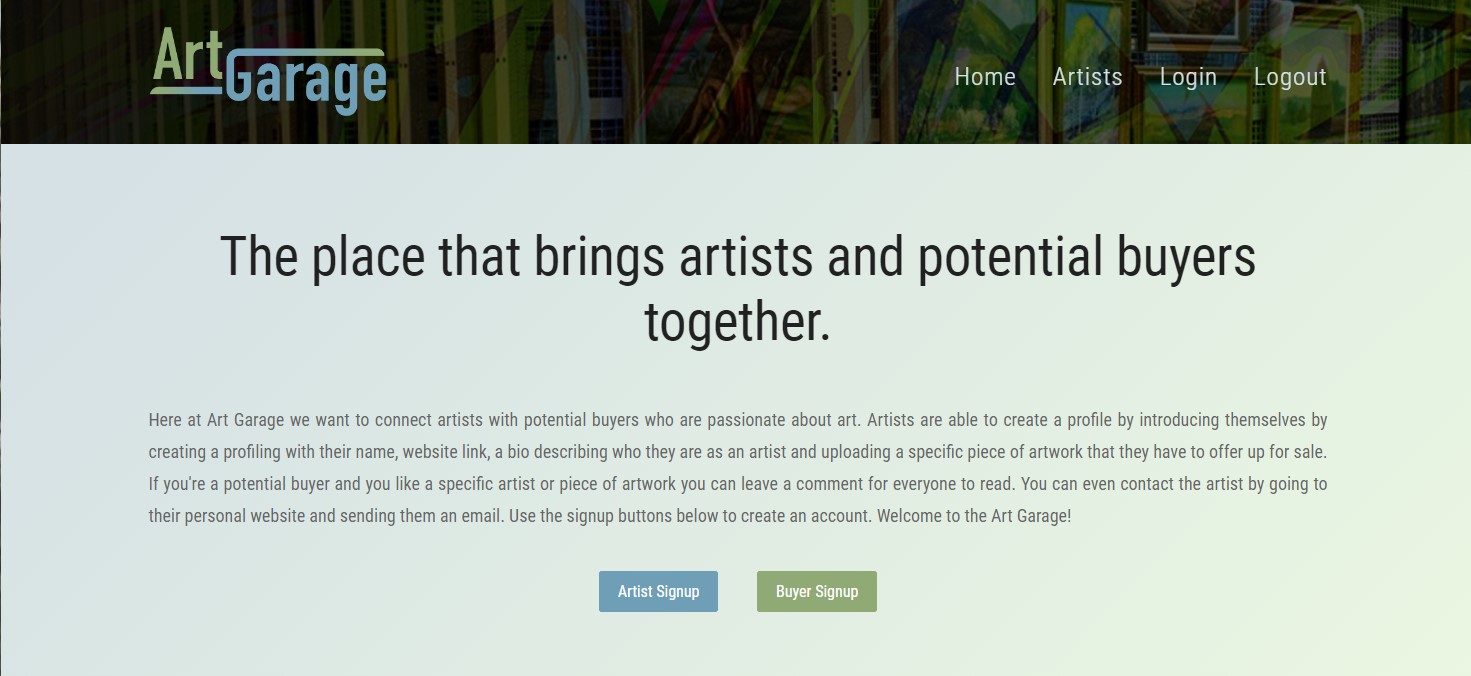 Art
Garage
Home Artists Login Logout
The place that brings artists and potential buyers
together.
Here at Art Garage we want to connect artists with potential buyers who are passionate about art. Artists are able to create a profile by introducing themselves by
creating a profiling with their name, website link, a bio describing who they are as an artist and uploading a specific piece of artwork that they have to offer up for sale.
If you're a potential buyer and you like a specific artist or piece of artwork you can leave a comment for everyone to read. You can even contact the artist by going to
their personal website and sending them an email. Use the signup buttons below to create an account. Welcome to the Art Garage!
Artist Signup Buyer Signup